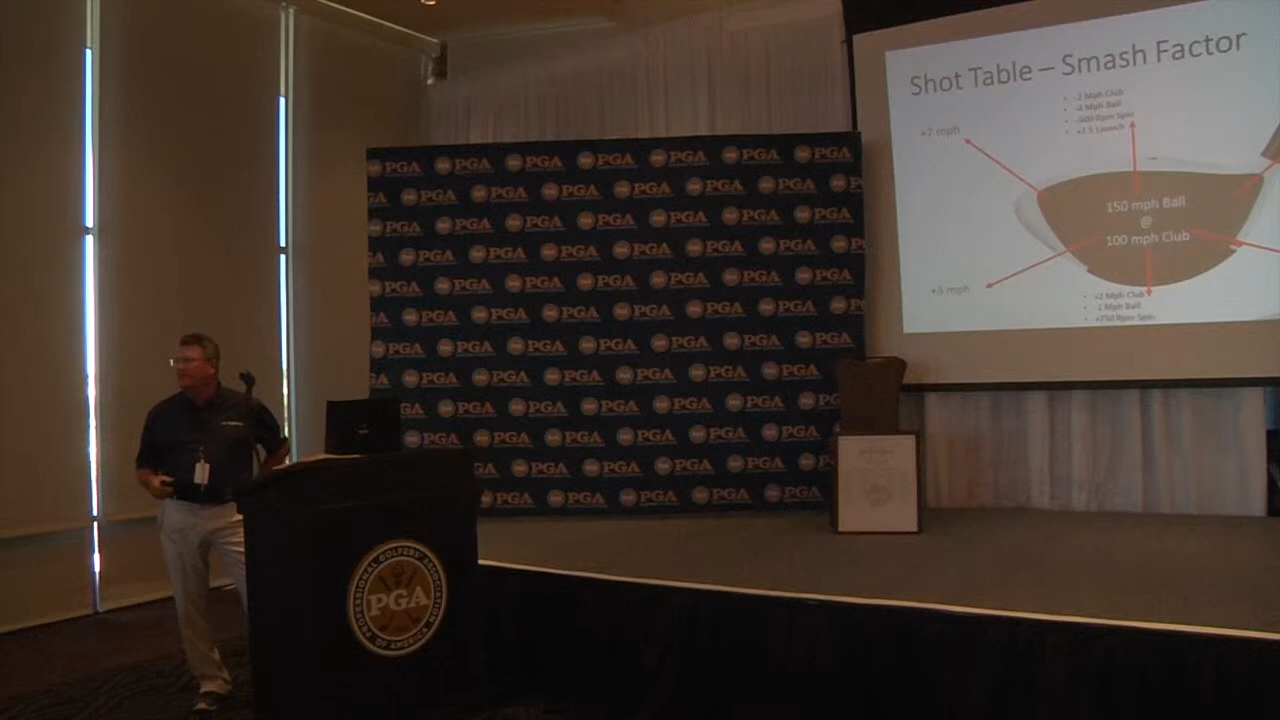 Shot Table – Smash Factor
-2 Mph Club
-4 Mph Ball
-500 Rpm Spin
+2 mph
150 mph Ball
@
100 mph Club
+3 mph
+2 Mph Club
-1 Mph Ball
+750 Rpm Spin
PGA
PROFESSIONAL GOLFERS' ASSOCIATION
PGA
OF AMERICA